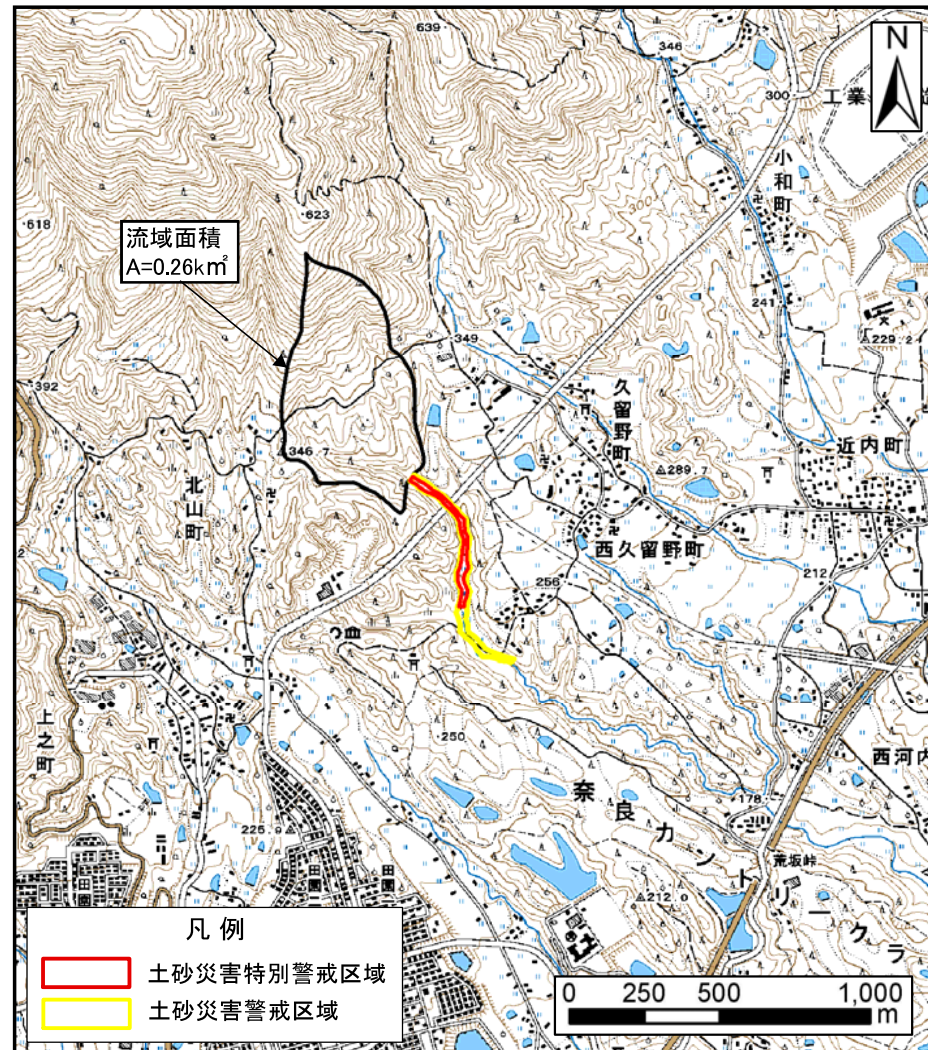 639
346
N
300
工業
造
小和町
618
623
流域面積
A=0.26k㎡
241
229.2
349
392
久留野町
346.7
北山町
289.7
近内町
西久留野町
212
256
上之町
250
西河内
奈良カントリークラ
178
荒坂峠
225.9
田園二
田園
212.0
凡例
土砂災害特別警戒区域
土砂災害警戒区域
0 250 500 1,000
m